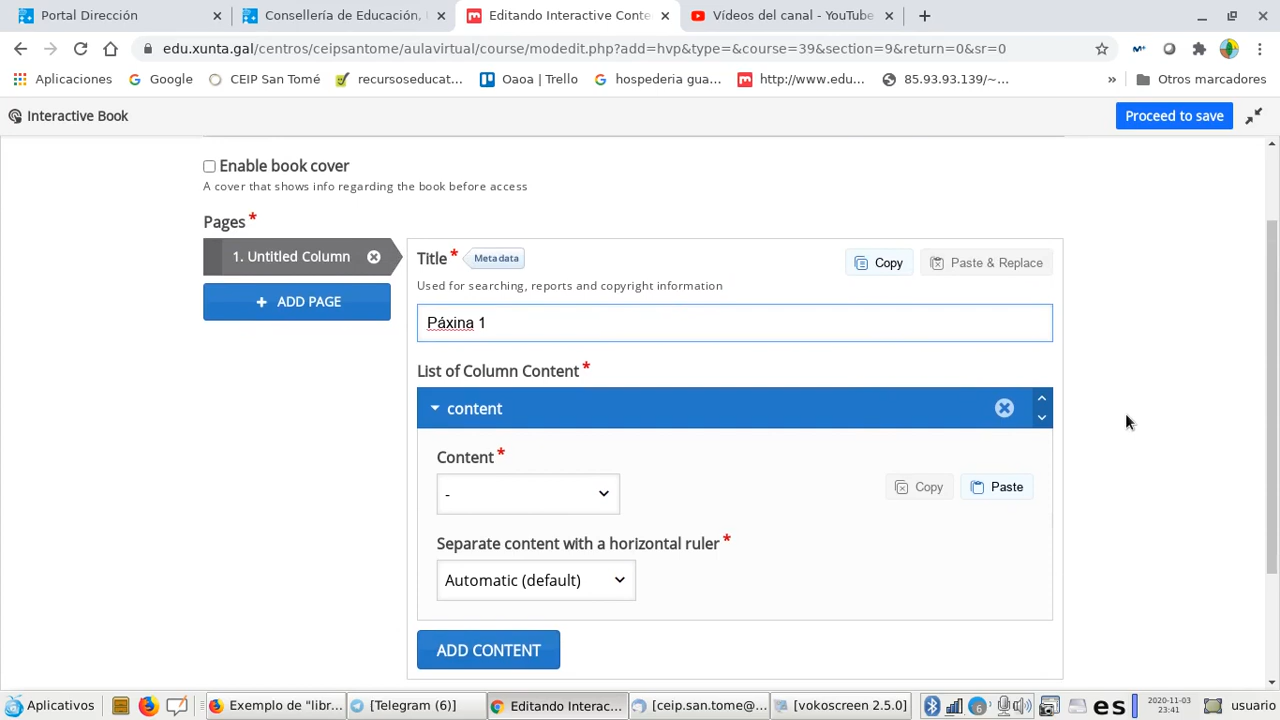 Portal Dirección
Consellería de Educación, U
Editando Interactive Conte
Vídeos del canal - YouTube
edu.xunta.gal/centros/ceipsantome/aulavirtual/course/modedit.php?add=hvp&type=&course=39&section=9&return=0&sr=0
Aplicaciones
Google
CEIP San Tomé
recursoseducat...
Oaoa | Trello
hospederia gua...
http://www.edu...
85.93.93.139/~...
»
Otros marcadores
Interactive Book
Proceed to save
Enable book cover
A cover that shows info regarding the book before access
Pages *
1. Untitled Column
+ ADD PAGE
Title * Metadata
Copy
Paste & Replace
Used for searching, reports and copyright information
Páxina 1
List of Column Content *
content
Content *
-
Copy
Paste
Separate content with a horizontal ruler *
Automatic (default)
ADD CONTENT
Aplicativos
Exemplo de "libr...
[Telegram (6)]
Editando Interac...
[ceip.san.tome@...
[vokoscreen 2.5.0]
6
es
2020-11-03
23:41
usuario